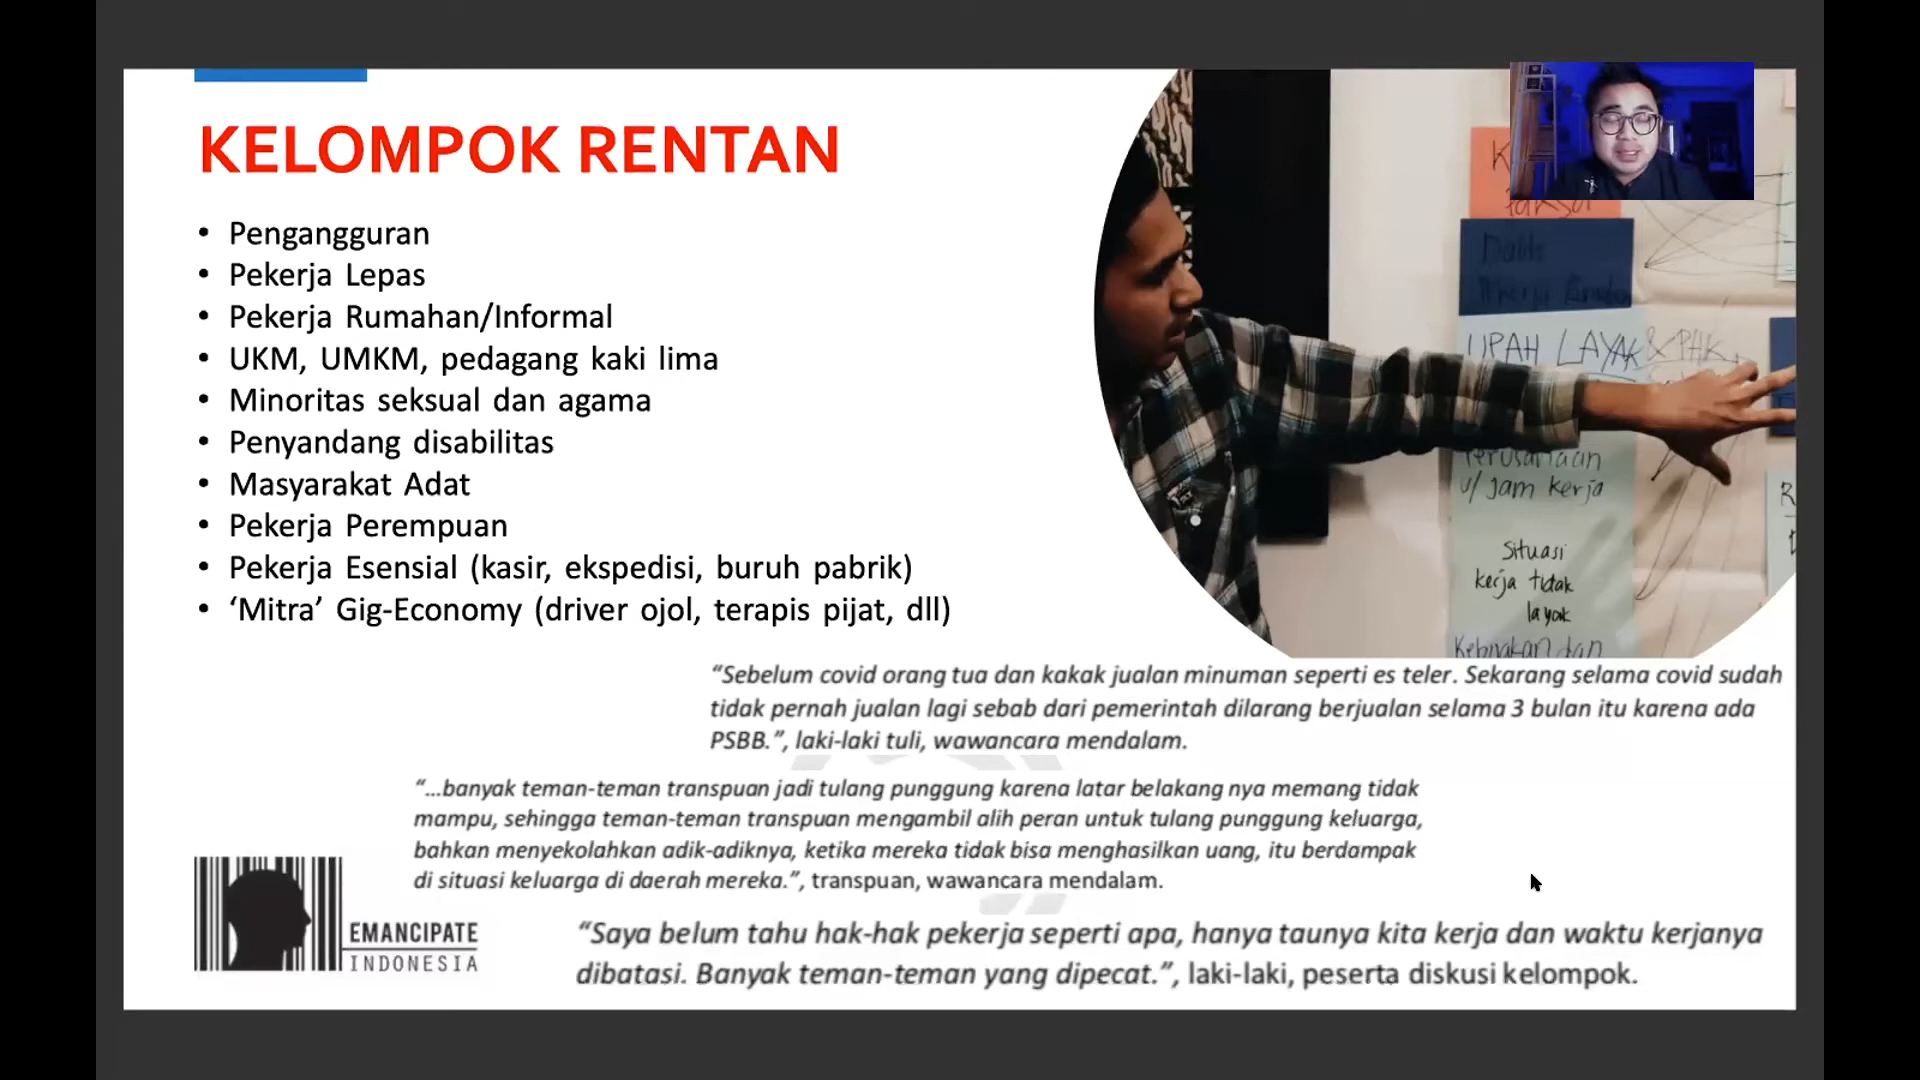 KELOMPOK RENTAN
• Pengangguran
• Pekerja Lepas
• Pekerja Rumahan/Informal
• UKM, UMKM, pedagang kaki lima
• Minoritas seksual dan agama
• Penyandang disabilitas
• Masyarakat Adat
• Pekerja Perempuan
• Pekerja Esensial (kasir, ekspedisi, buruh pabrik)
• ‘Mitra’ Gig-Economy (driver ojol, terapis pijat, dll)
UPAH LAYAK & PHK
Perusahaan
u/ Jam kerja
Situasi
kerja tidak
layak
Kebijakan dan
“Sebelum covid orang tua dan kakak jualan minuman seperti es teler. Sekarang selama covid sudah
tidak pernah jualan lagi sebab dari pemerintah dilarang berjualan selama 3 bulan itu karena ada
PSBB.”, laki-laki tuli, wawancara mendalam.
“...banyak teman-teman transpuan jadi tulang punggung karena latar belakang nya memang tidak
mampu, sehingga teman-teman transpuan mengambil alih peran untuk tulang punggung keluarga,
bahkan menyekolahkan adik-adiknya, ketika mereka tidak bisa menghasilkan uang, itu berdampak
di situasi keluarga di daerah mereka.”, transpuan, wawancara mendalam.
“Saya belum tahu hak-hak pekerja seperti apa, hanya taunya kita kerja dan waktu kerjanya
dibatasi. Banyak teman-teman yang dipecat.”, laki-laki, peserta diskusi kelompok.
EMANCIPATE
INDONESIA